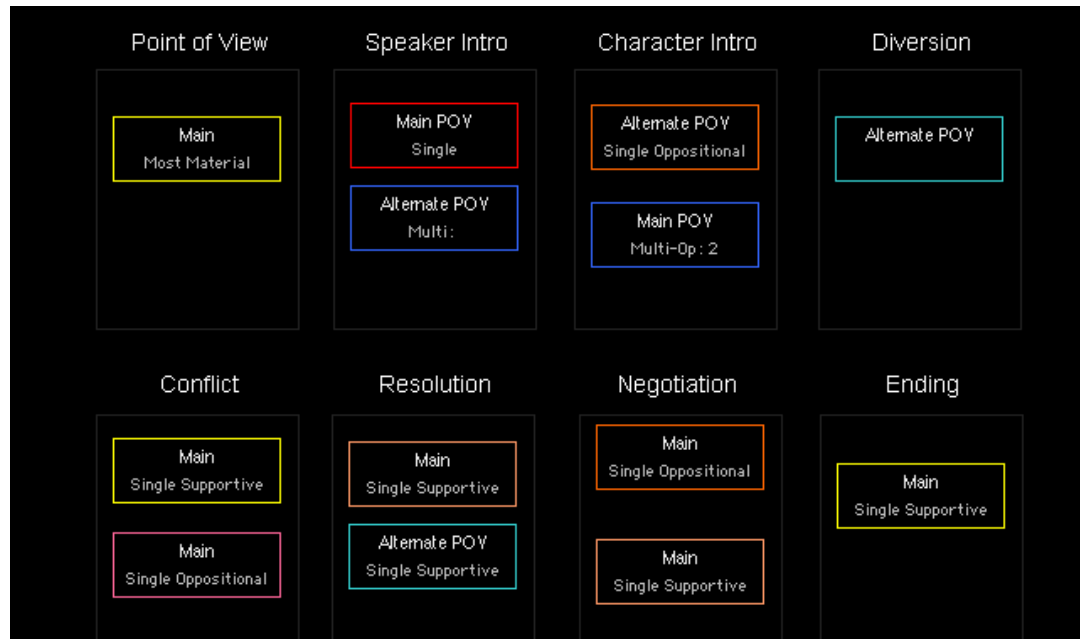 Point of View
Speaker Intro
Character Intro
Diversion
Main
Most Material
Main POV
Single
Alternate POV
Multi:
Alternate POV
Single Oppositional
Main POV
Multi-Op: 2
Alternate POV
Conflict
Resolution
Negotiation
Ending
Main
Single Supportive
Main
Single Oppositional
Main
Single Supportive
Alternate POV
Single Supportive
Main
Single Oppositional
Main
Single Supportive
Main
Single Supportive